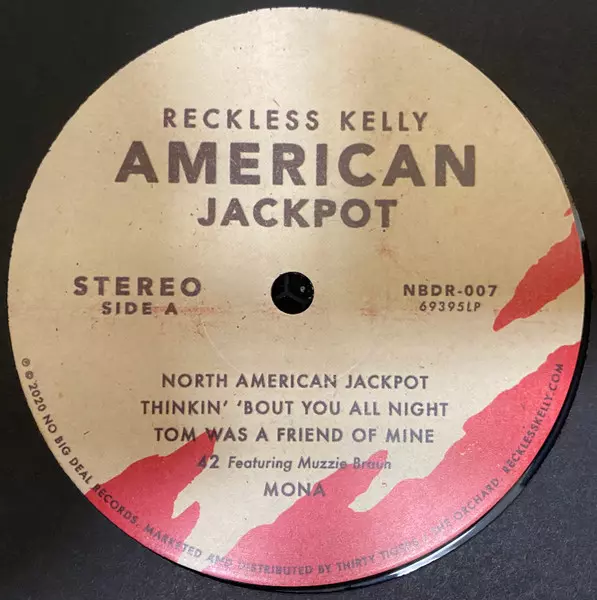 RECKLESS KELLY
AMERICAN
JACKPOT
STEREO
SIDE A
NBDR-007
69395LP
NORTH AMERICAN JACKPOT
THINKIN' 'BOUT YOU ALL NIGHT
TOM WAS A FRIEND OF MINE
42 Featuring Muzzie Braun
MONA
℗ © 2020 NO BIG DEAL RECORDS. MARKETED AND DISTRIBUTED BY THIRTY TIGERS / THE ORCHARD. RECKLESSKELLY.COM